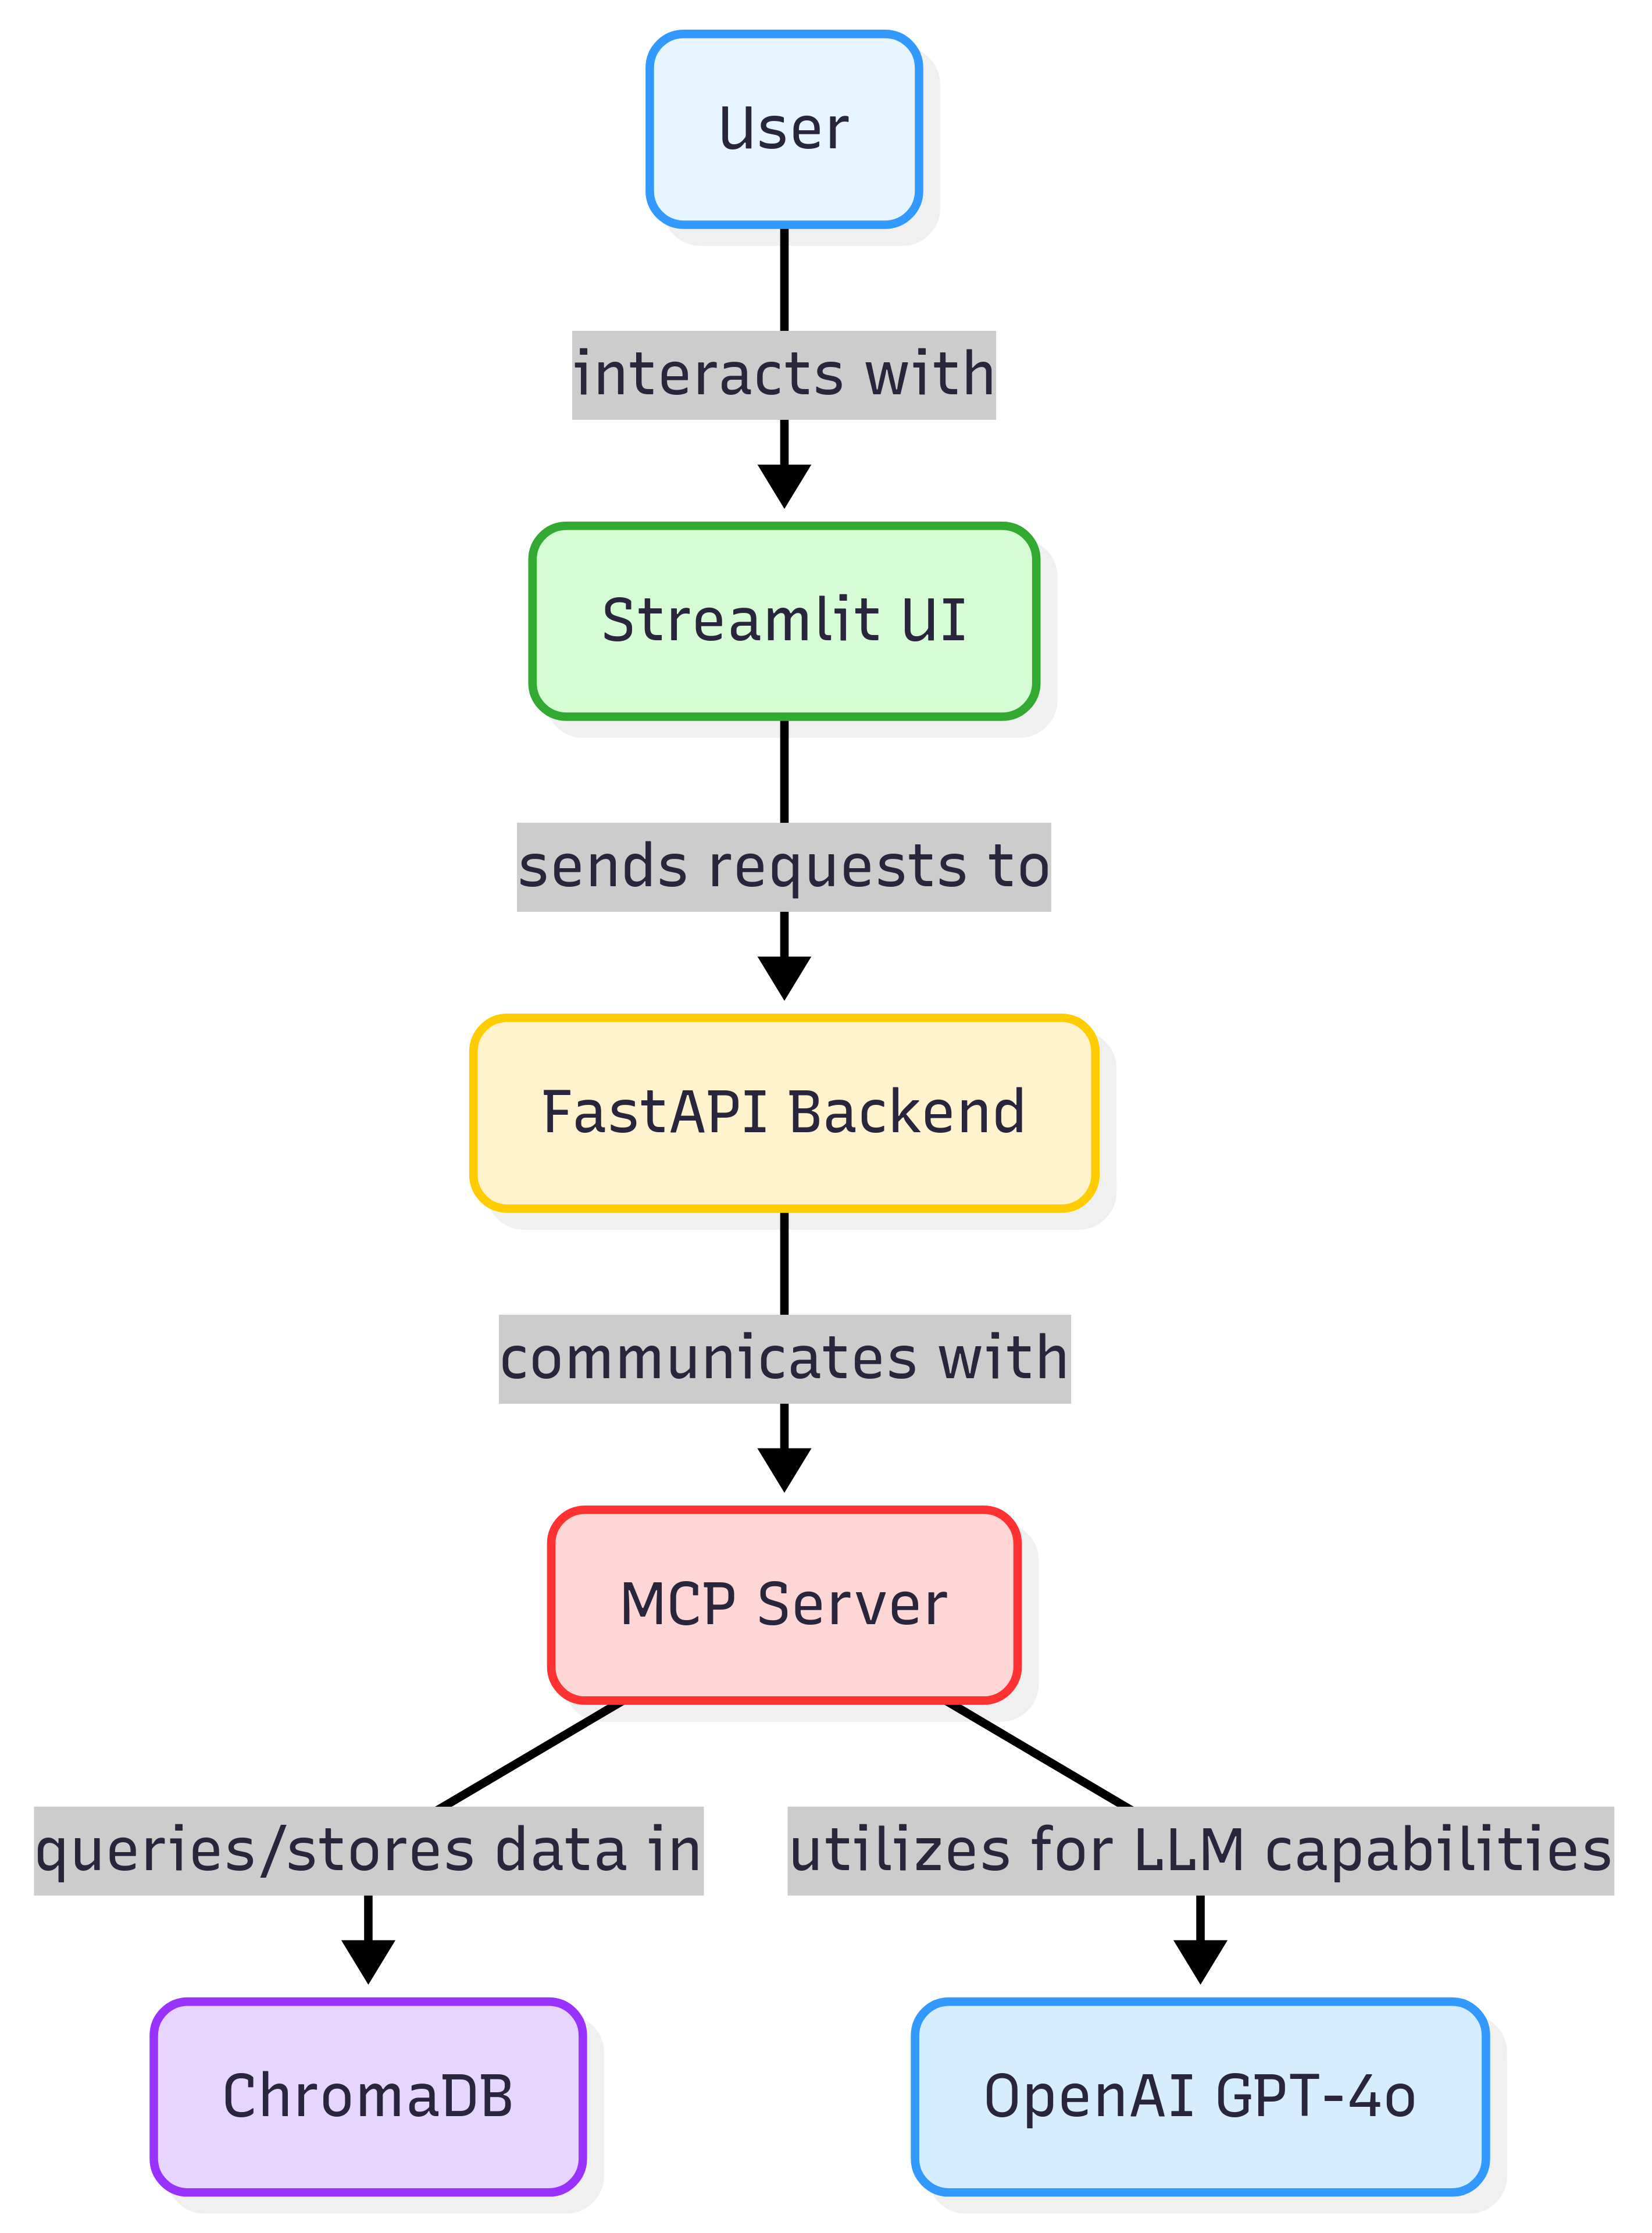 User
interacts with
Streamlit UI
sends requests to
FastAPI Backend
communicates with
MCP Server
queries/stores data in
utilizes for LLM capabilities
ChromaDB
OpenAI GPT-4o